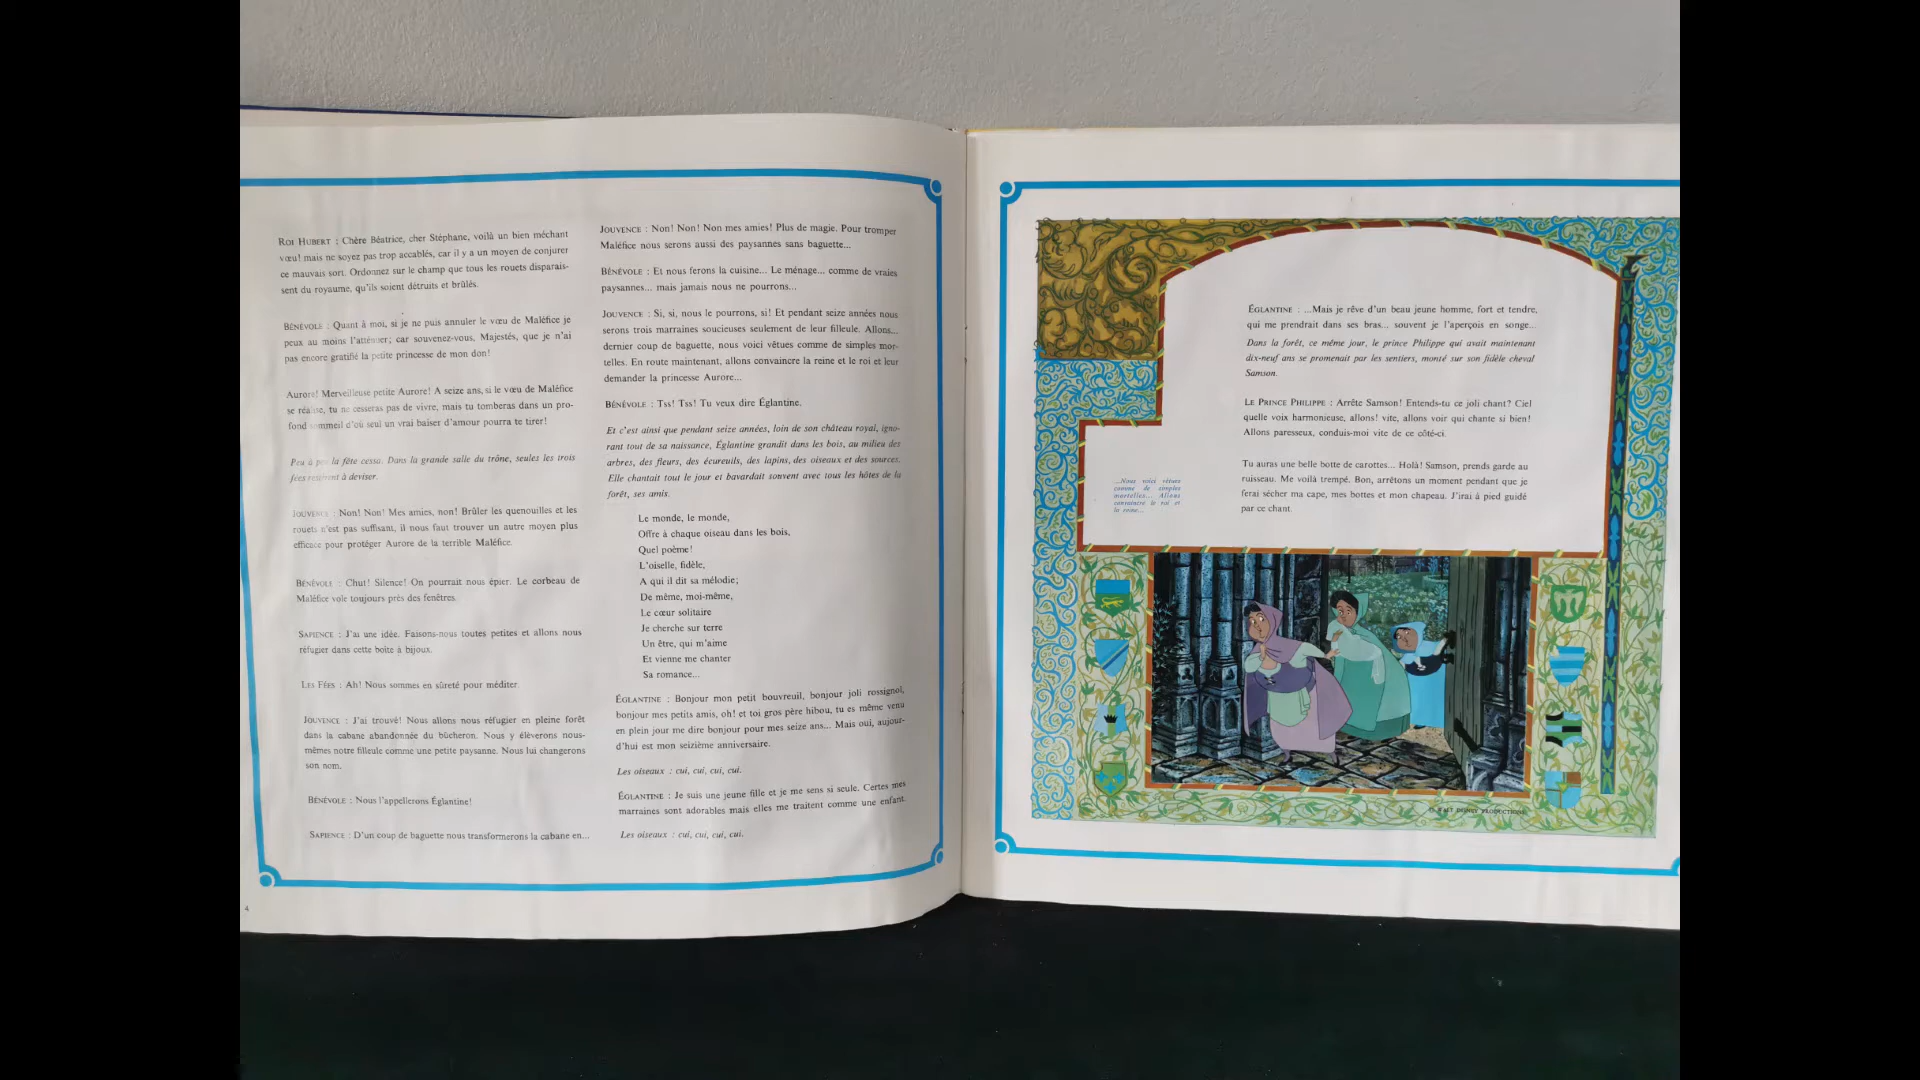 ROI HUBERT : Chère Béatrice, cher Stéphane, voilà un bien méchant
vœu! mais ne soyez pas trop accablés, car il y a un moyen de conjurer
ce mauvais sort. Ordonnez sur le champ que tous les rouets disparais-
sent du royaume, qu'ils soient détruits et brûlés.
BÉNÉVOLE : Quant à moi, si je ne puis annuler le vœu de Maléfice je
peux au moins l'atténuer; car souvenez-vous, Majestés, que je n'ai
pas encore gratifié la petite princesse de mon don!
Aurore! Merveilleuse petite Aurore! A seize ans, si le vœu de Maléfice
se réalise, tu ne cesseras pas de vivre, mais tu tomberas dans un pro-
fond sommeil d'où seul un vrai baiser d'amour pourra te tirer!
Peu à peu la fête cessa. Dans la grande salle du trône, seules les trois
fées restèrent à deviser.
JOUVENCE : Non! Non! Mes amies, non! Brûler les quenouilles et les
rouets n'est pas suffisant, il nous faut trouver un autre moyen plus
efficace pour protéger Aurore de la terrible Maléfice.
BÉNÉVOLE : Chut! Silence! On pourrait nous épier. Le corbeau de
Maléfice vole toujours près des fenêtres.
SAPIENCE : J'ai une idée. Faisons-nous toutes petites et allons nous
réfugier dans cette boîte à bijoux.
LES FÉES : Ah! Nous sommes en sûreté pour méditer.
JOUVENCE : J'ai trouvé! Nous allons nous réfugier en pleine forêt
dans la cabane abandonnée du bûcheron. Nous y élèverons nous-
mêmes notre filleule comme une petite paysanne. Nous lui changerons
son nom.
BÉNÉVOLE : Nous l'appellerons Églantine!
SAPIENCE : D'un coup de baguette nous transformerons la cabane en...
4
JOUVENCE : Non! Non! Non mes amies! Plus de magie. Pour tromper
Maléfice nous serons aussi des paysannes sans baguette...
BÉNÉVOLE : Et nous ferons la cuisine... Le ménage... comme de vraies
paysannes... mais jamais nous ne pourrons...
JOUVENCE : Si, si, nous le pourrons, si! Et pendant seize années nous
serons trois marraines soucieuses seulement de leur filleule. Allons...
dernier coup de baguette, nous voici vêtues comme de simples mor-
telles. En route maintenant, allons convaincre la reine et le roi et leur
demander la princesse Aurore...
BÉNÉVOLE : Tss! Tss! Tu veux dire Églantine.
Et c'est ainsi que pendant seize années, loin de son château royal, igno-
rant tout de sa naissance, Églantine grandit dans les bois, au milieu des
arbres, des fleurs, des écureuils, des lapins, des oiseaux et des sources.
Elle chantait tout le jour et bavardait souvent avec tous les hôtes de la
forêt, ses amis.
Le monde, le monde,
Offre à chaque oiseau dans les bois,
Quel poème!
L'oiselle, fidèle,
A qui il dit sa mélodie;
De même, moi-même,
Le cœur solitaire
Je cherche sur terre
Un être, qui m'aime
Et vienne me chanter
Sa romance...
ÉGLANTINE : Bonjour mon petit bouvreuil, bonjour joli rossignol,
bonjour mes petits amis, oh! et toi gros père hibou, tu es même venu
en plein jour me dire bonjour pour mes seize ans... Mais oui, aujour-
d'hui est mon seizième anniversaire.
Les oiseaux : cui, cui, cui, cui.
ÉGLANTINE : Je suis une jeune fille et je me sens si seule. Certes mes
marraines sont adorables mais elles me traitent comme une enfant.
Les oiseaux : cui, cui, cui, cui.
ÉGLANTINE : ...Mais je rêve d'un beau jeune homme, fort et tendre,
qui me prendrait dans ses bras... souvent je l'aperçois en songe...
Dans la forêt, ce même jour, le prince Philippe qui avait maintenant
dix-neuf ans se promenait par les sentiers, monté sur son fidèle cheval
Samson.
LE PRINCE PHILIPPE : Arrête Samson! Entends-tu ce joli chant? Ciel
quelle voix harmonieuse, allons! vite, allons voir qui chante si bien!
Allons paresseux, conduis-moi vite de ce côté-ci.
Tu auras une belle botte de carottes... Holà! Samson, prends garde au
ruisseau. Me voilà trempé. Bon, arrêtons un moment pendant que je
ferai sécher ma cape, mes bottes et mon chapeau. J'irai à pied guidé
par ce chant.
...Nous voici vêtues
comme de simples
mortelles... Allons
convaincre le roi et
la reine...
© WALT DISNEY PRODUCTIONS